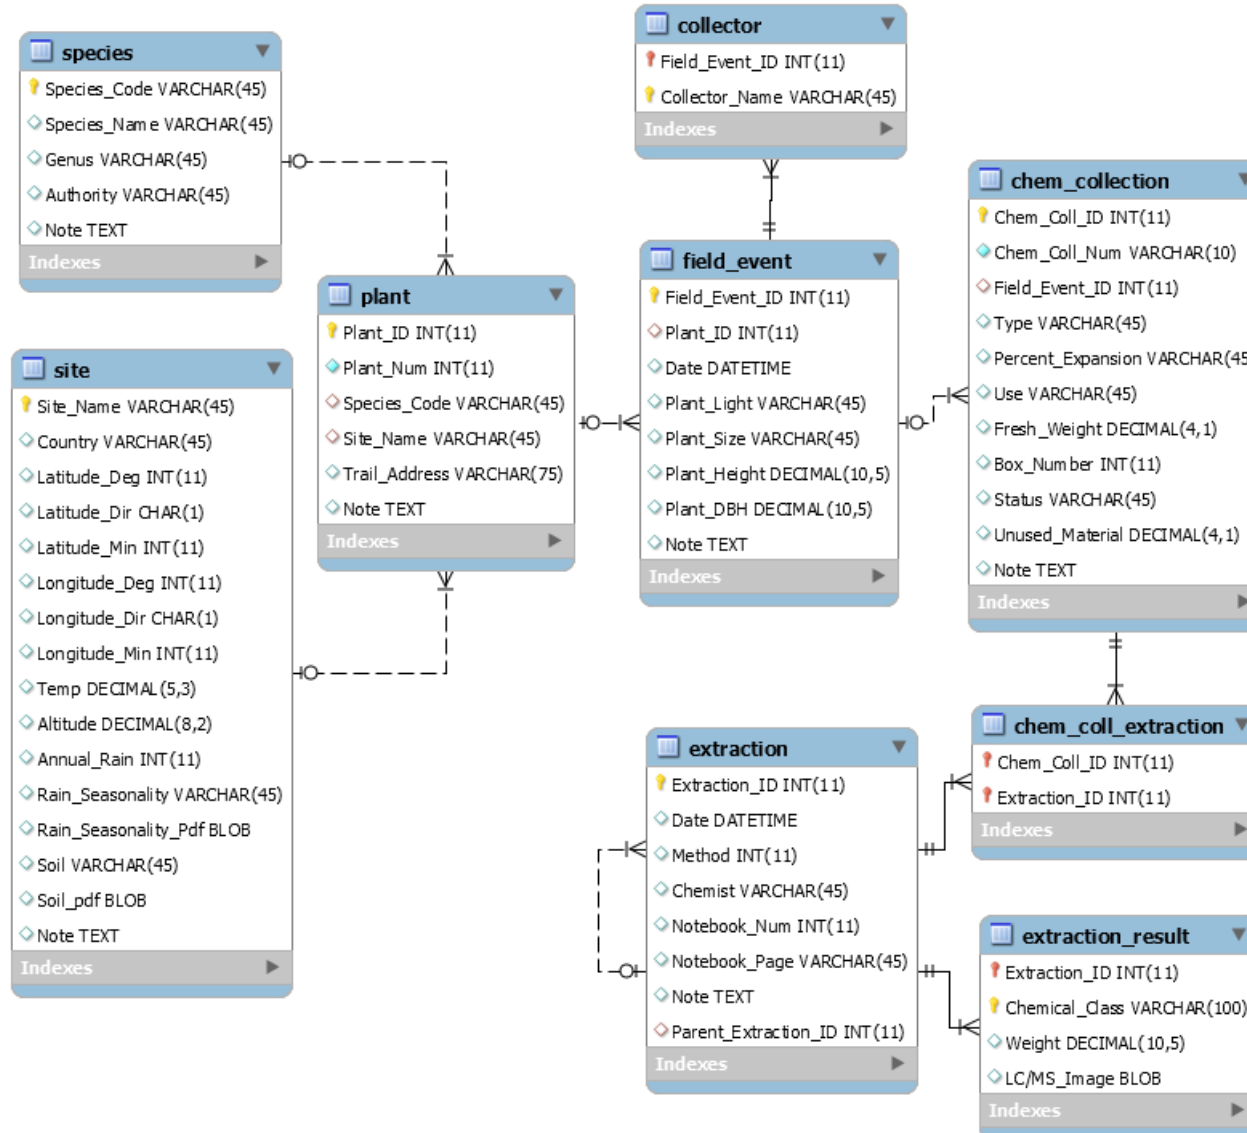 species
Species_Code VARCHAR(45)
Species_Name VARCHAR(45)
Genus VARCHAR(45)
Authority VARCHAR(45)
Note TEXT
Indexes
site
Site_Name VARCHAR(45)
Country VARCHAR(45)
Latitude_Deg INT(11)
Latitude_Dir CHAR(1)
Latitude_Min INT(11)
Longitude_Deg INT(11)
Longitude_Dir CHAR(1)
Longitude_Min INT(11)
Temp DECIMAL(5,3)
Altitude DECIMAL(8,2)
Annual_Rain INT(11)
Rain_Seasonality VARCHAR(45)
Rain_Seasonality_Pdf BLOB
Soil VARCHAR(45)
Soil_pdf BLOB
Note TEXT
Indexes
plant
Plant_ID INT(11)
Plant_Num INT(11)
Species_Code VARCHAR(45)
Site_Name VARCHAR(45)
Trail_Address VARCHAR(75)
Note TEXT
Indexes
collector
Field_Event_ID INT(11)
Collector_Name VARCHAR(45)
Indexes
field_event
Field_Event_ID INT(11)
Plant_ID INT(11)
Date DATETIME
Plant_Light VARCHAR(45)
Plant_Size VARCHAR(45)
Plant_Height DECIMAL(10,5)
Plant_DBH DECIMAL(10,5)
Note TEXT
Indexes
extraction
Extraction_ID INT(11)
Date DATETIME
Method INT(11)
Chemist VARCHAR(45)
Notebook_Num INT(11)
Notebook_Page VARCHAR(45)
Note TEXT
Parent_Extraction_ID INT(11)
Indexes
chem_collection
Chem_Coll_ID INT(11)
Chem_Coll_Num VARCHAR(10)
Field_Event_ID INT(11)
Type VARCHAR(45)
Percent_Expansion VARCHAR(45
Use VARCHAR(45)
Fresh_Weight DECIMAL(4,1)
Box_Number INT(11)
Status VARCHAR(45)
Unused_Material DECIMAL(4,1)
Note TEXT
Indexes
chem_coll_extraction
Chem_Coll_ID INT(11)
Extraction_ID INT(11)
Indexes
extraction_result
Extraction_ID INT(11)
Chemical_Class VARCHAR(100)
Weight DECIMAL(10,5)
LC/MS_Image BLOB
Indexes